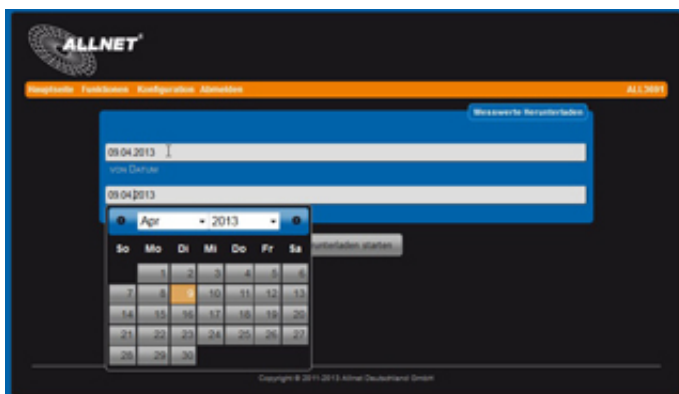 ALLNET®
Hauptseite Funktionen Konfiguration Abmelden
ALL3691
Messwerte Herunterladen
09.04.2013
VON DATUM
09.04.2013
Apr 2013
So Mo Di Mi Do Fr Sa
1 2 3 4 5 6
7 8 9 10 11 12 13
14 15 16 17 18 19 20
21 22 23 24 25 26 27
28 29 30
starten
Copyright © 2011-2013 Allnet Deutschland GmbH